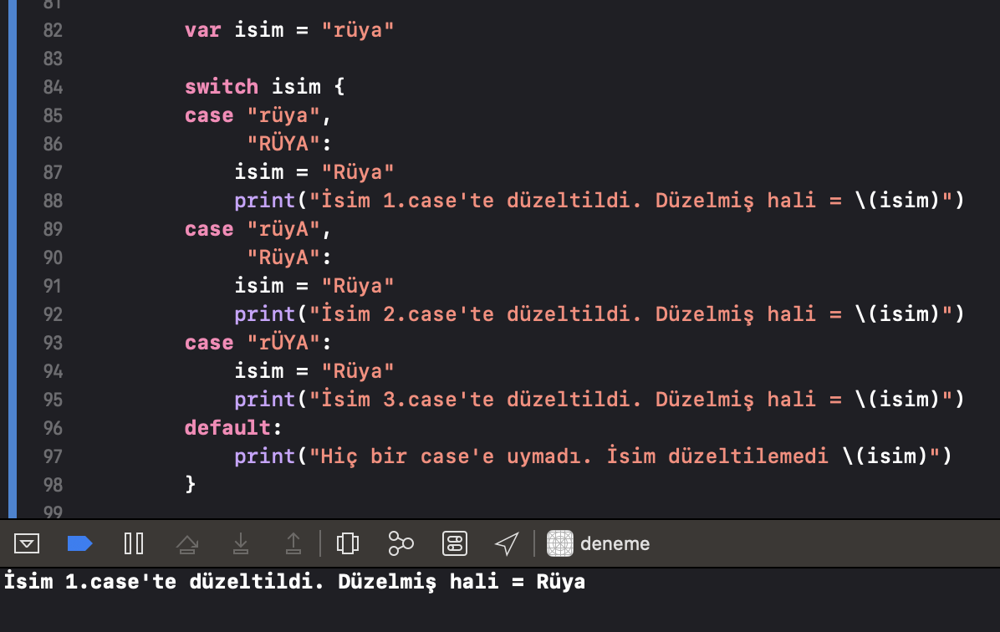 81
82 var isim = "rüya"
83
84 switch isim {
85 case "rüya",
86 "RÜYA":
87 isim = "Rüya"
88 print("İsim 1.case'te düzeltildi. Düzelmiş hali = \(isim)")
89 case "rüyA",
90 "RüyA":
91 isim = "Rüya"
92 print("İsim 2.case'te düzeltildi. Düzelmiş hali = \(isim)")
93 case "rÜYA":
94 isim = "Rüya"
95 print("İsim 3.case'te düzeltildi. Düzelmiş hali = \(isim)")
96 default:
97 print("Hiç bir case'e uymadı. İsim düzeltilemedi \(isim)")
98 }
99
deneme
İsim 1.case'te düzeltildi. Düzelmiş hali = Rüya